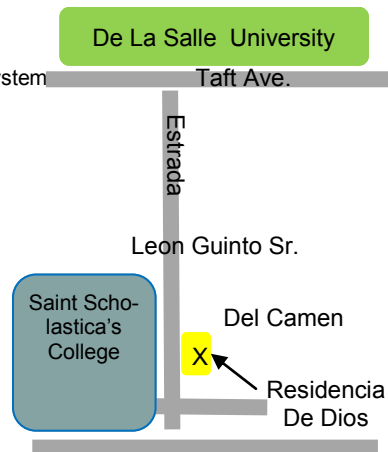 De La Salle University
ystem
Taft Ave.
Estrada
Leon Guinto Sr.
Saint Scho-
lastica's
College
Del Camen
X
Residencia
De Dios